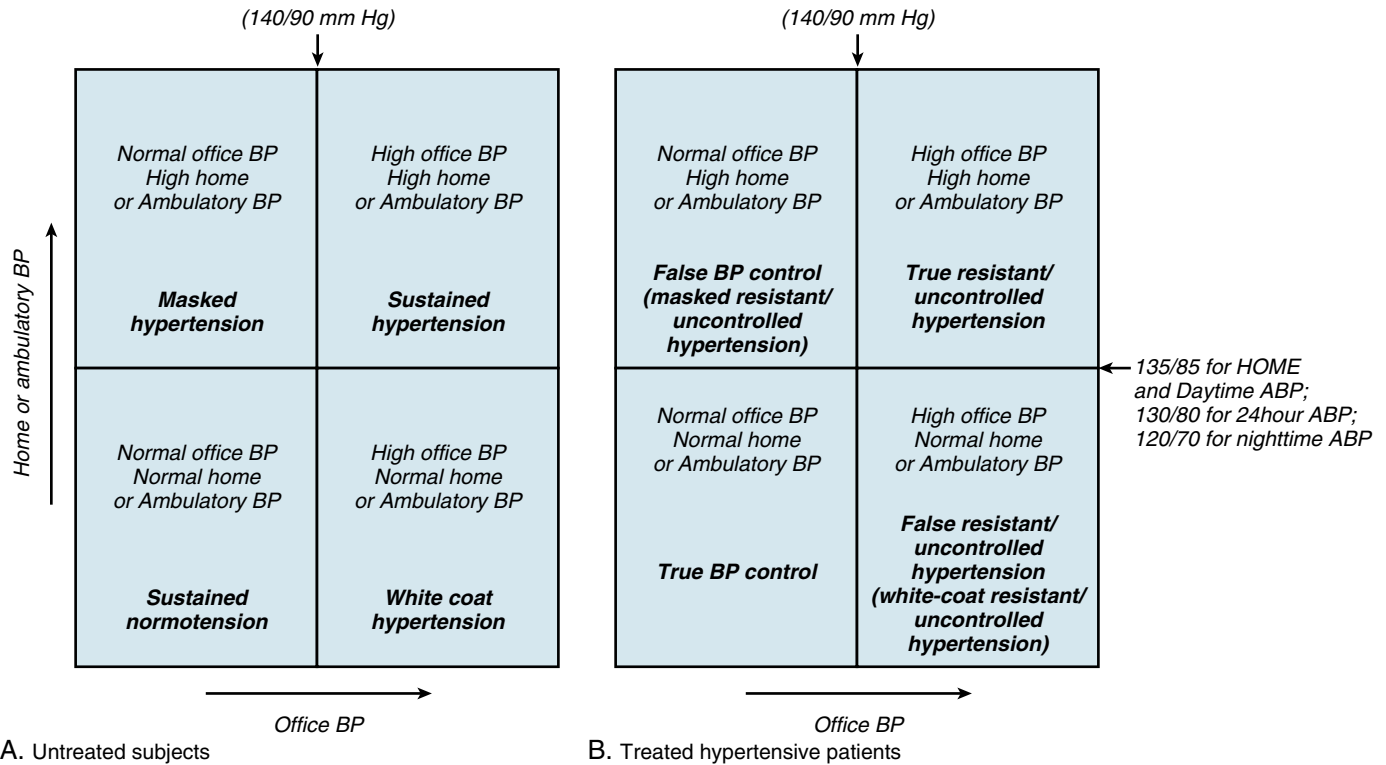 (140/90 mm Hg)
Home or ambulatory BP
Normal office BP
High home
or Ambulatory BP
Masked
hypertension
High office BP
High home
or Ambulatory BP
Sustained
hypertension
Normal office BP
Normal home
or Ambulatory BP
Sustained
normotension
High office BP
Normal home
or Ambulatory BP
White coat
hypertension
Office BP
A. Untreated subjects
(140/90 mm Hg)
Normal office BP
High home
or Ambulatory BP
False BP control
(masked resistant/
uncontrolled
hypertension)
High office BP
High home
or Ambulatory BP
True resistant/
uncontrolled
hypertension
135/85 for HOME
and Daytime ABP;
130/80 for 24hour ABP;
120/70 for nighttime ABP
Normal office BP
Normal home
or Ambulatory BP
True BP control
High office BP
Normal home
or Ambulatory BP
False resistant/
uncontrolled
hypertension
(white-coat resistant/
uncontrolled
hypertension)
Office BP
B. Treated hypertensive patients